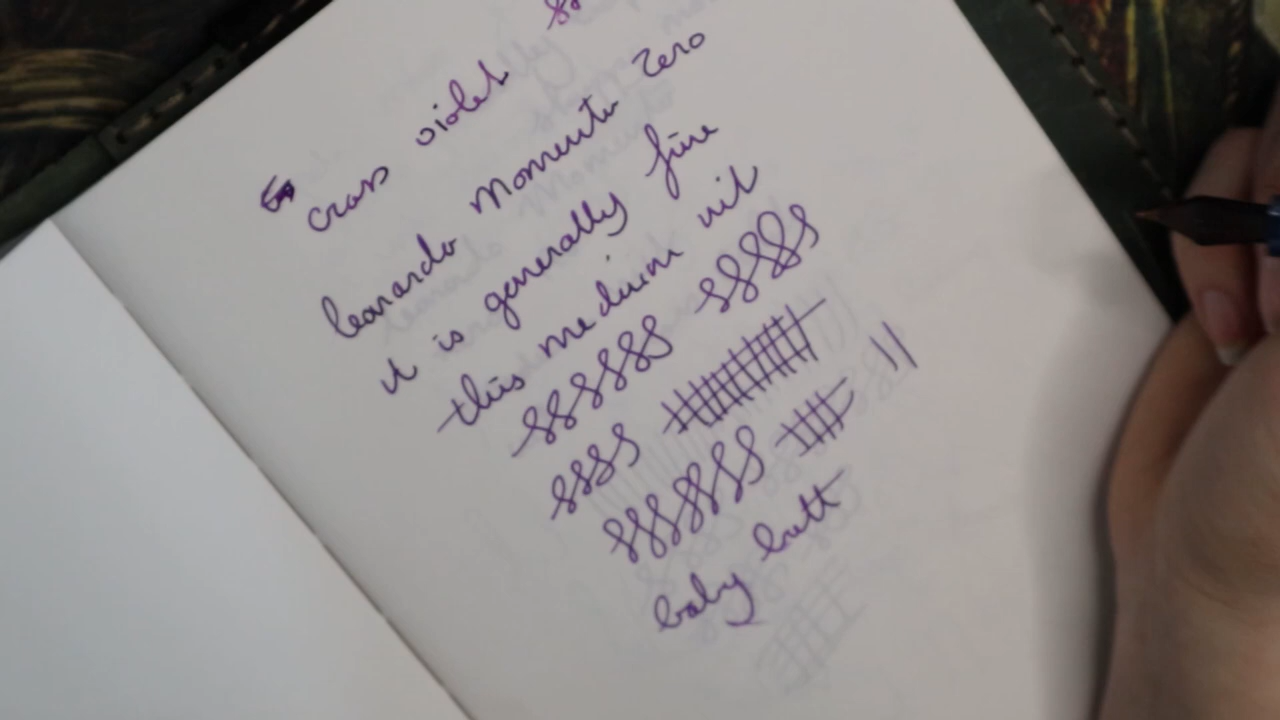 cross violet
leonardo Momento Zero
it is generally fine
this medium nib
baby butt